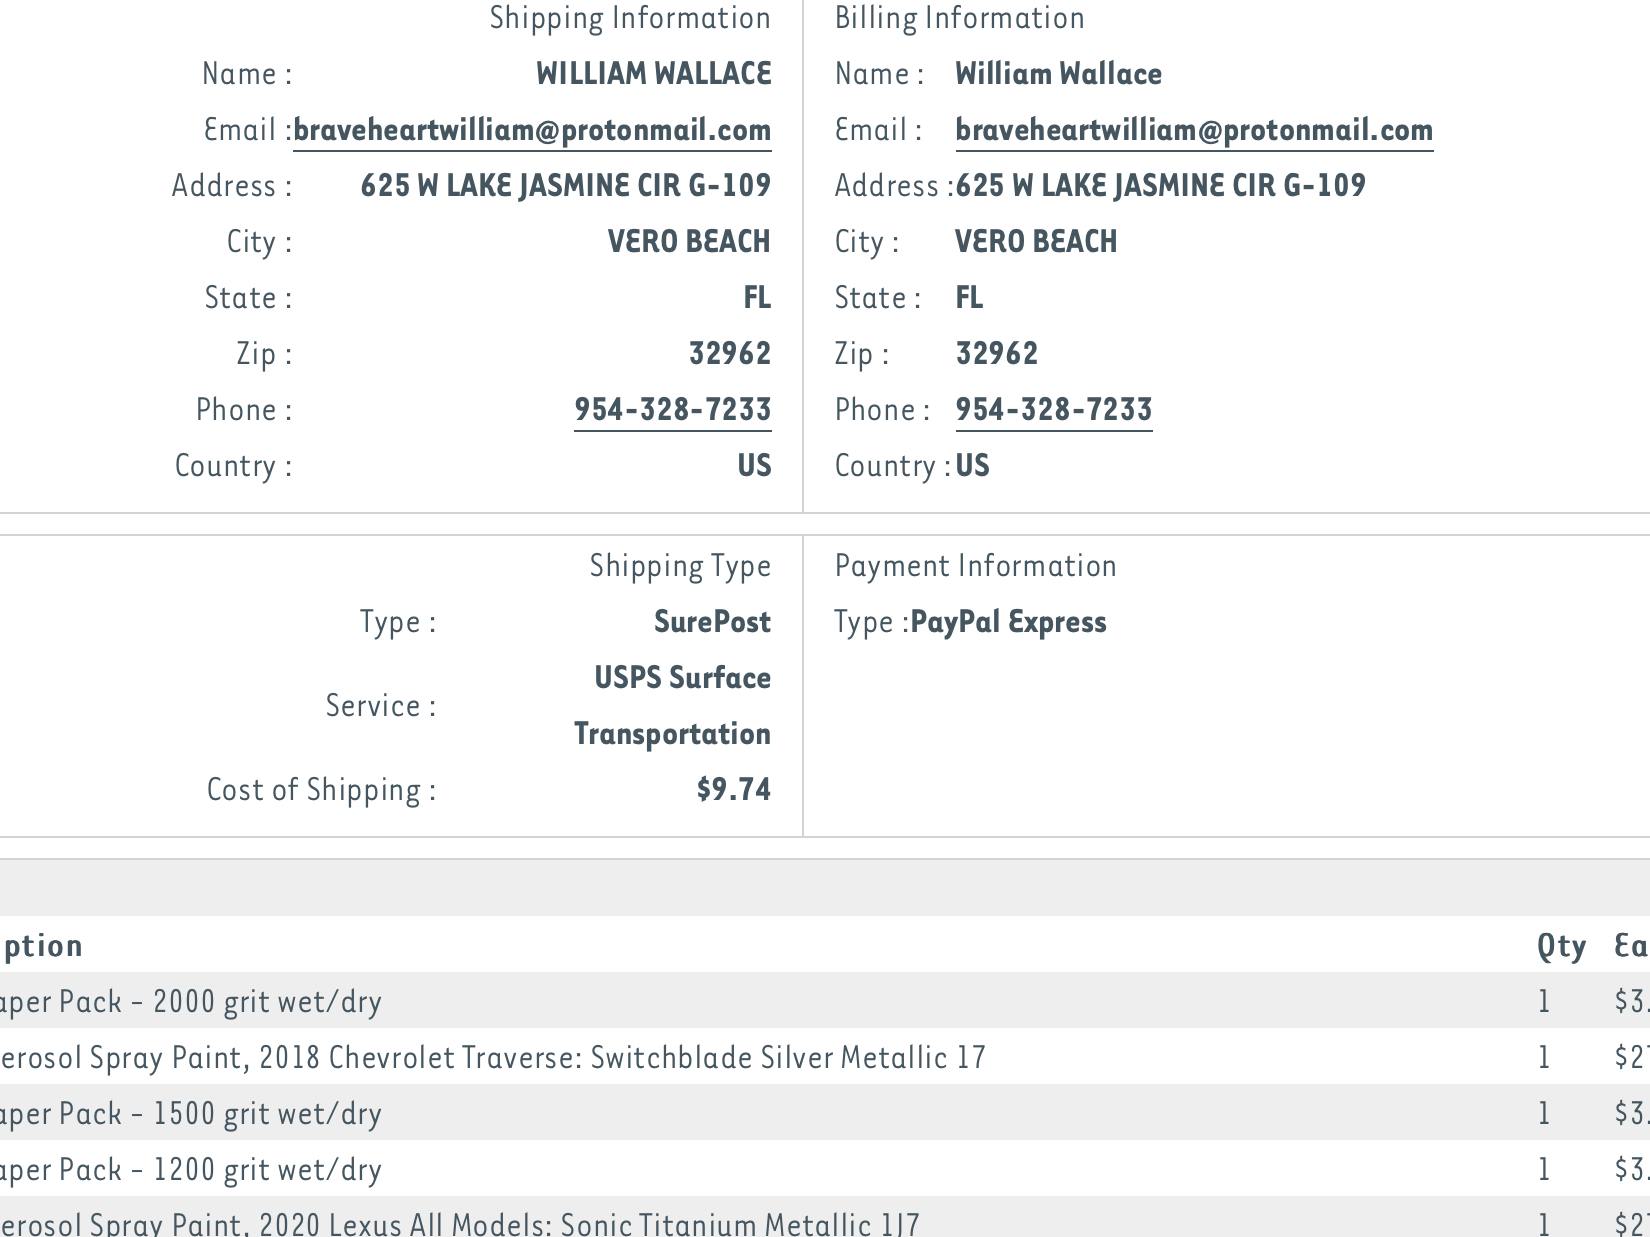 Shipping Information
Name : WILLIAM WALLACE
Email : braveheartwilliam@protonmail.com
Address : 625 W LAKE JASMINE CIR G-109
City : VERO BEACH
State : FL
Zip : 32962
Phone : 954-328-7233
Country : US
Billing Information
Name : William Wallace
Email : braveheartwilliam@protonmail.com
Address : 625 W LAKE JASMINE CIR G-109
City : VERO BEACH
State : FL
Zip : 32962
Phone : 954-328-7233
Country : US
Shipping Type
Type : SurePost
Service : USPS Surface
Transportation
Cost of Shipping : $9.74
Payment Information
Type : PayPal Express
ption Qty Ea
aper Pack - 2000 grit wet/dry 1 $3.
erosol Spray Paint, 2018 Chevrolet Traverse: Switchblade Silver Metallic 17 1 $2
aper Pack - 1500 grit wet/dry 1 $3.
aper Pack - 1200 grit wet/dry 1 $3.
erosol Spray Paint, 2020 Lexus All Models: Sonic Titanium Metallic 1J7 1 $2